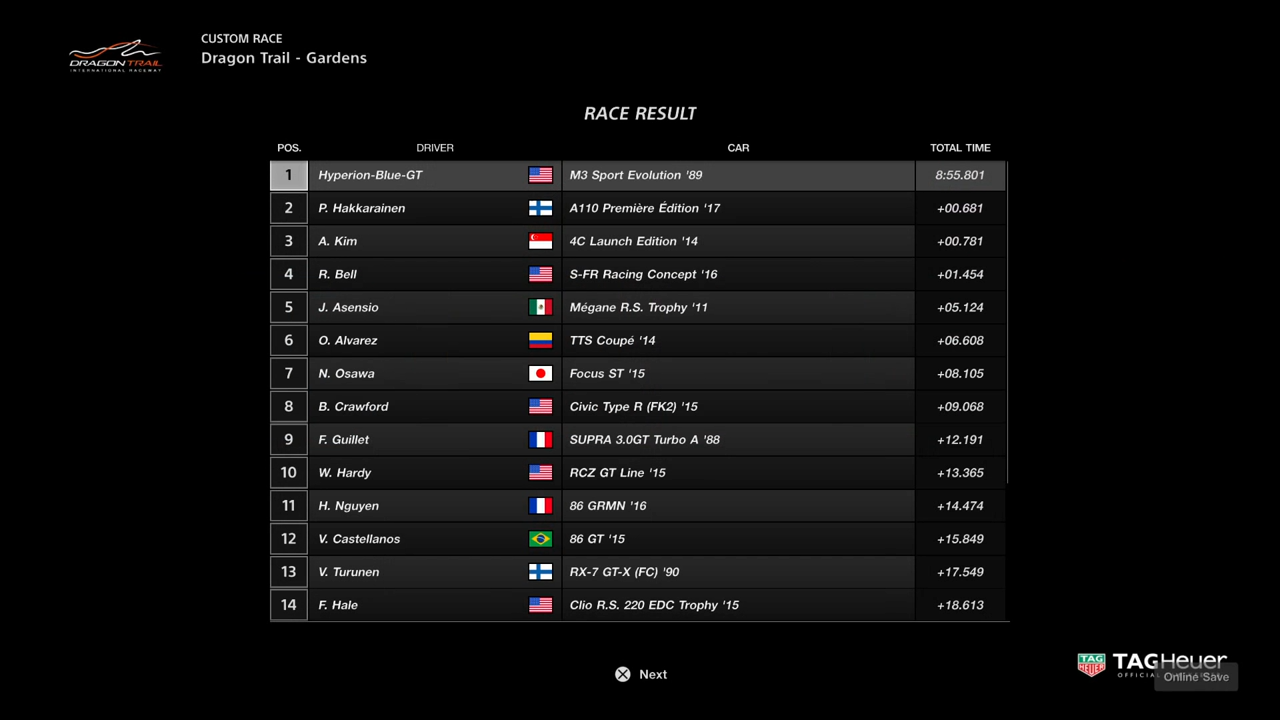 CUSTOM RACE
Dragon Trail - Gardens
DRAGON TRAIL
INTERNATIONAL RACEWAY
RACE RESULT
POS. DRIVER CAR TOTAL TIME
1 Hyperion-Blue-GT M3 Sport Evolution '89 8:55.801
2 P. Hakkarainen A110 Première Édition '17 +00.681
3 A. Kim 4C Launch Edition '14 +00.781
4 R. Bell S-FR Racing Concept '16 +01.454
5 J. Asensio Mégane R.S. Trophy '11 +05.124
6 O. Alvarez TTS Coupé '14 +06.608
7 N. Osawa Focus ST '15 +08.105
8 B. Crawford Civic Type R (FK2) '15 +09.068
9 F. Guillet SUPRA 3.0GT Turbo A '88 +12.191
10 W. Hardy RCZ GT Line '15 +13.365
11 H. Nguyen 86 GRMN '16 +14.474
12 V. Castellanos 86 GT '15 +15.849
13 V. Turunen RX-7 GT-X (FC) '90 +17.549
14 F. Hale Clio R.S. 220 EDC Trophy '15 +18.613
Next
TAG HEUER
TAGHeuer
Online Save